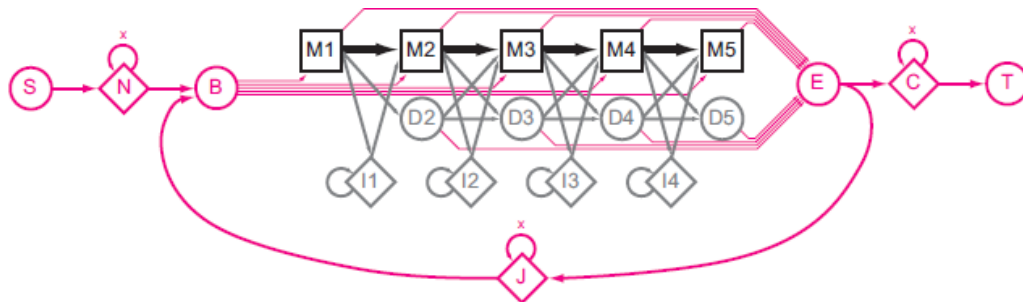 x x
M1 M2 M3 M4 M5
S N B E C T
D2 D3 D4 D5
I1 I2 I3 I4
x
J